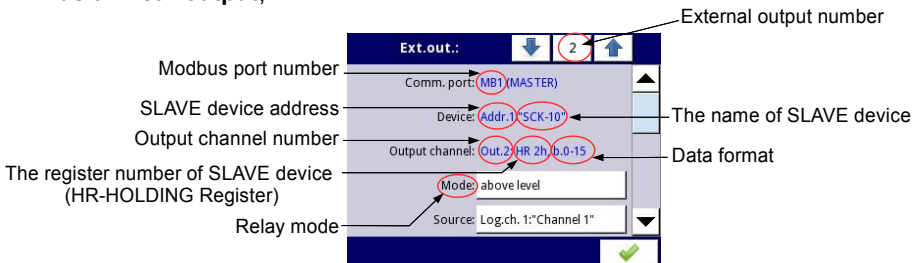 External output number
Ext.out.:
2
Modbus port number
Comm. port: MB1 (MASTER)
SLAVE device address
Device: Addr.1:"SCK-10"
The name of SLAVE device
Output channel number
Output channel: Out.2: HR 2h, b.0-15
Data format
The register number of SLAVE device
(HR-HOLDING Register)
Mode: above level
Relay mode
Source: Log.ch. 1:"Channel 1"